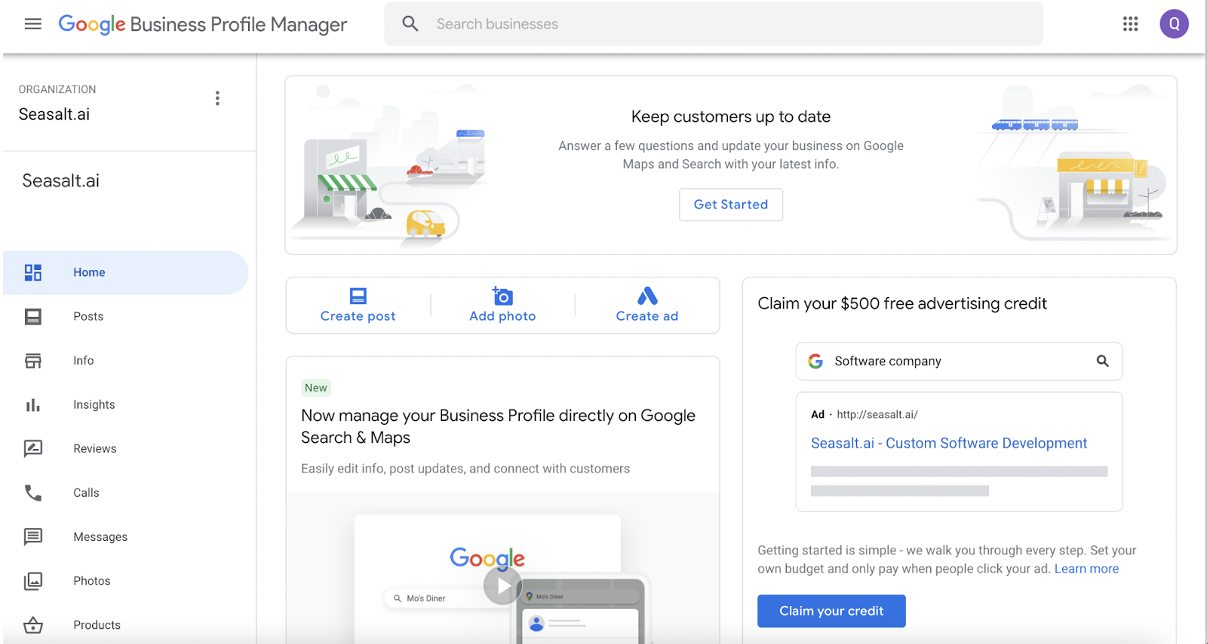 Google Business Profile Manager
Search businesses
Q
ORGANIZATION
Seasalt.ai
Seasalt.ai
Home
Posts
Info
Insights
Reviews
Calls
Messages
Photos
Products
Keep customers up to date
Answer a few questions and update your business on Google
Maps and Search with your latest info.
Get Started
Create post
Add photo
Create ad
New
Now manage your Business Profile directly on Google
Search & Maps
Easily edit info, post updates, and connect with customers
Google
Mo's Diner
Mo's Diner
Claim your $500 free advertising credit
Software company
Ad · http://seasalt.ai/
Seasalt.ai - Custom Software Development
Getting started is simple - we walk you through every step. Set your
own budget and only pay when people click your ad. Learn more
Claim your credit